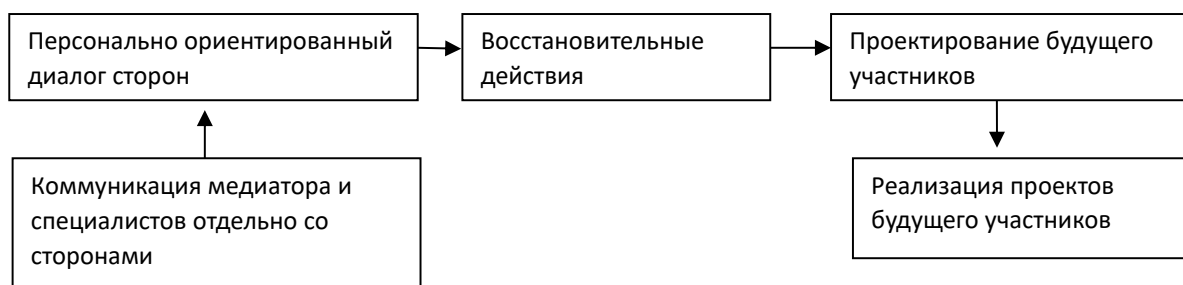 Персонально ориентированный
диалог сторон
Восстановительные
действия
Проектирование будущего
участников
Коммуникация медиатора и
специалистов отдельно со
сторонами
Реализация проектов
будущего участников